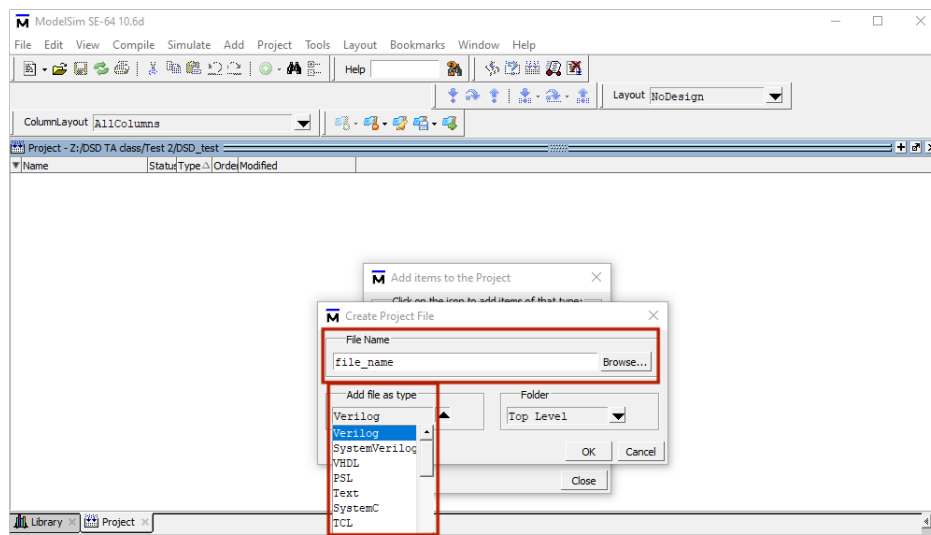 ModelSim SE-64 10.6d
File Edit View Compile Simulate Add Project Tools Layout Bookmarks Window Help
Help
Layout NoDesign
ColumnLayout AllColumns
Project - Z:/DSD TA class/Test 2/DSD_test
Name Status Type Order Modified
Add items to the Project
Click on the icon to add items of that type:
Create Project File
File Name
file_name Browse...
Add file as type Folder
Verilog Top Level
Verilog
SystemVerilog
VHDL
PSL
Text
SystemC
TCL
OK Cancel
Close
Library Project